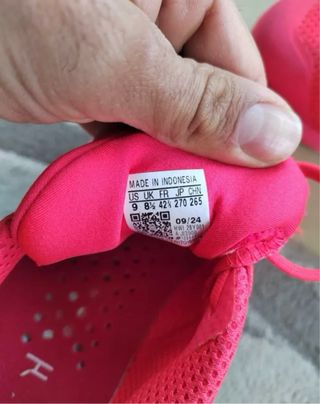 MADE IN INDONESIA
US UK FR JP CHN
9 8½ 42⅔ 270 265
09/24